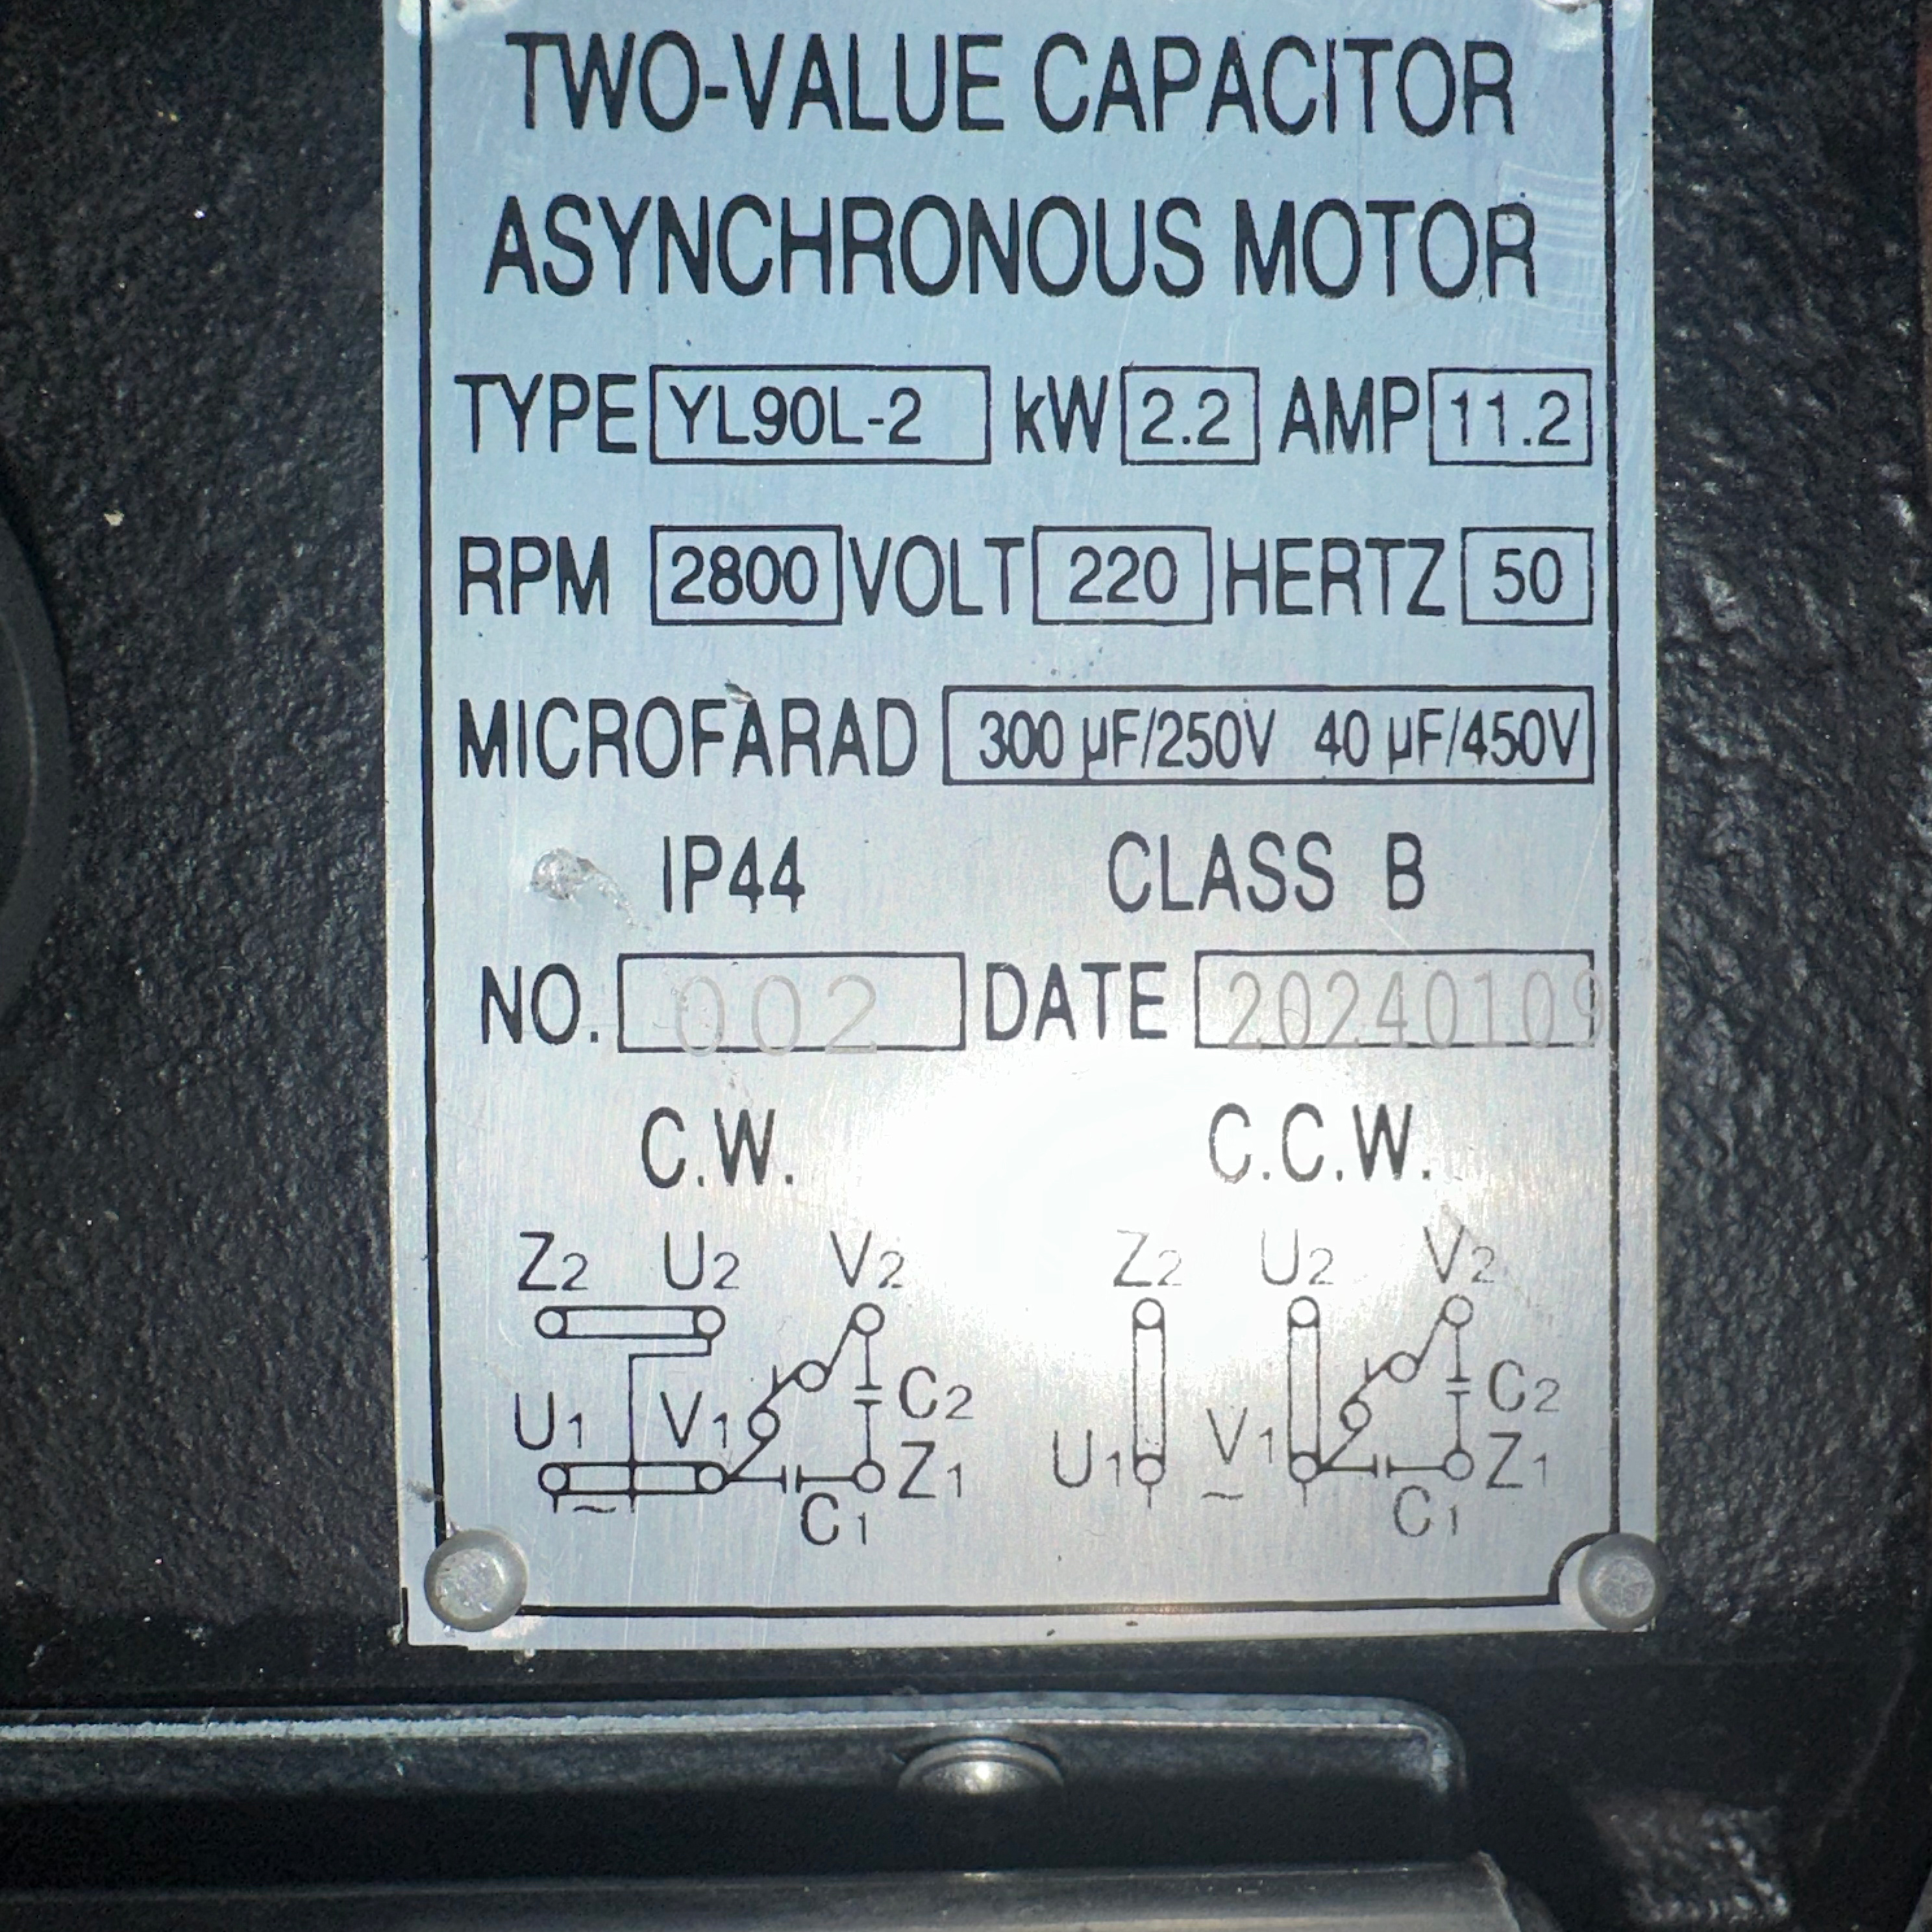 TWO-VALUE CAPACITOR
ASYNCHRONOUS MOTOR
TYPE YL90L-2 kW 2.2 AMP 11.2
RPM 2800 VOLT 220 HERTZ 50
MICROFARAD 300 µF/250V 40 µF/450V
IP44 CLASS B
NO. 002 DATE 20240109
C.W. C.C.W.
Z2 U2 V2 Z2 U2 V2
C2 C2
U1 V1 V1
Z1 U1 Z1
~ ~
C1 C1